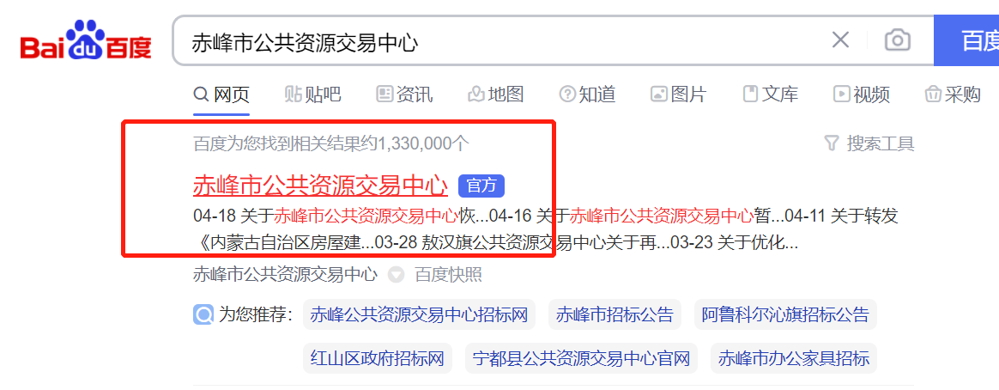 Bai du 百度
赤峰市公共资源交易中心
百度
网页 贴吧 资讯 地图 知道 图片 文库 视频 采购
百度为您找到相关结果约1,330,000个 搜索工具
赤峰市公共资源交易中心 官方
04-18 关于赤峰市公共资源交易中心恢...04-16 关于赤峰市公共资源交易中心暂...04-11 关于转发
《内蒙古自治区房屋建...03-28 敖汉旗公共资源交易中心关于再...03-23 关于优化...
赤峰市公共资源交易中心 百度快照
为您推荐: 赤峰公共资源交易中心招标网 赤峰市招标公告 阿鲁科尔沁旗招标公告
红山区政府招标网 宁都县公共资源交易中心官网 赤峰市办公家具招标